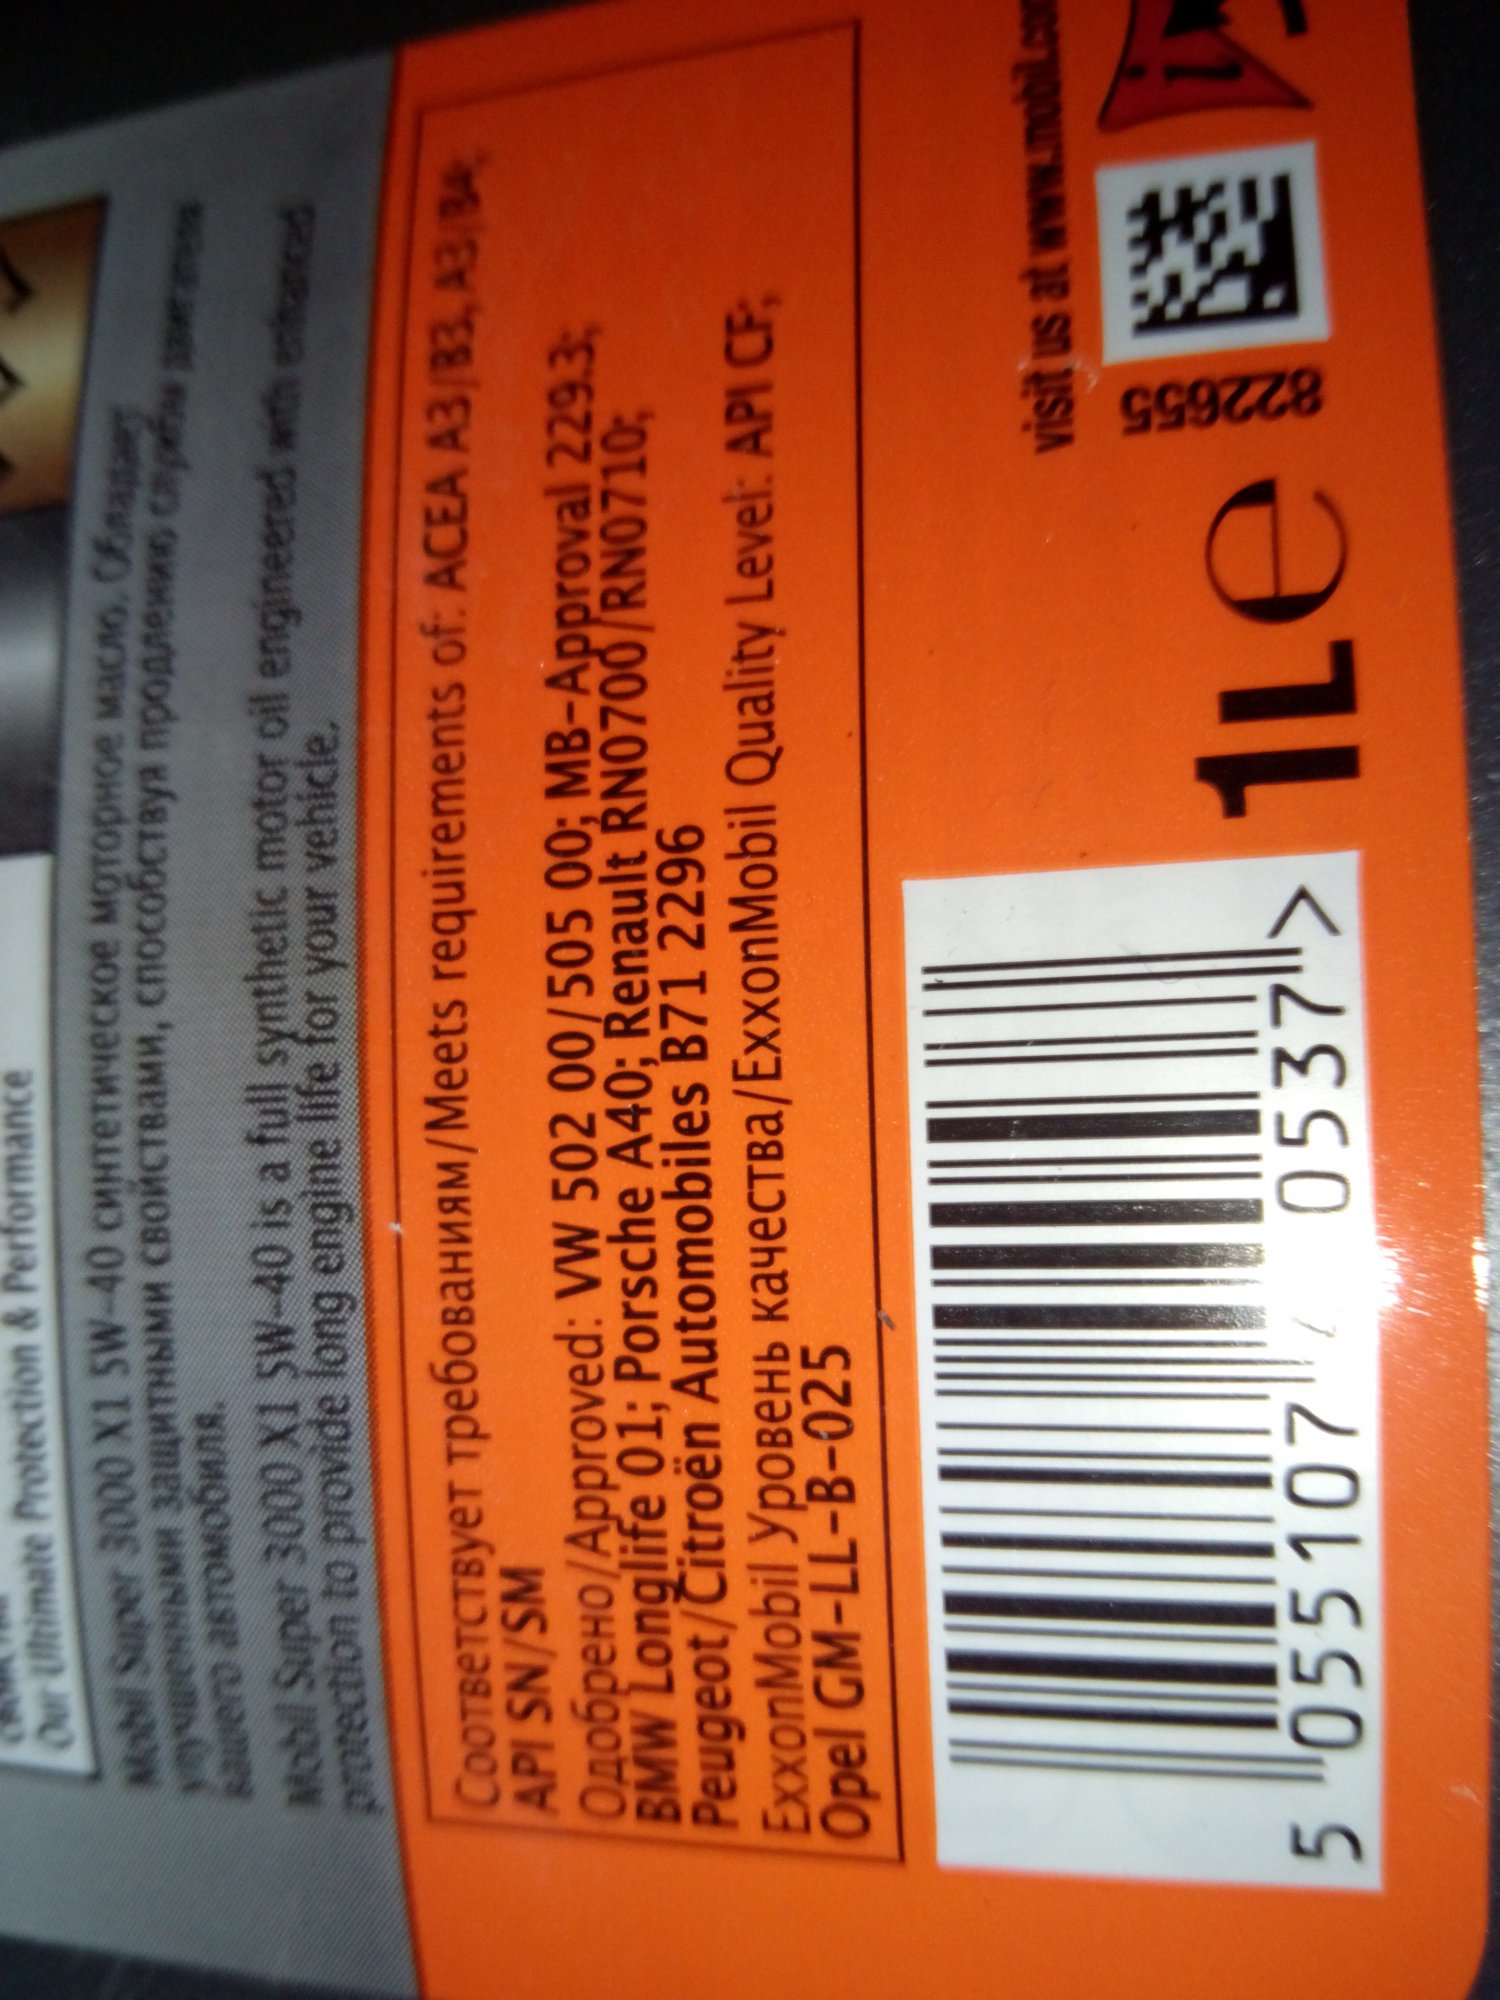 Our Ultimate Protection & Performance
Mobil Super 3000 X1 5W-40 синтетическое моторное масло. Обладает
улучшенными защитными свойствами, способствуя продлению службы двигателя
вашего автомобиля.
Mobil Super 3000 X1 5W-40 is a full synthetic motor oil engineered with enhanced
protection to provide long engine life for your vehicle.
Соответствует требованиям/Meets requirements of: ACEA A3/B3, A3/B4;
API SN/SM
Одобрено/Approved: VW 502 00/505 00; MB-Approval 229.3;
BMW Longlife 01; Porsche A40; Renault RN0700/RN0710;
Peugeot/Citroën Automobiles B71 2296
ExxonMobil Уровень качества/ExxonMobil Quality Level: API CF;
Opel GM-LL-B-025
visit us at www.mobil.com
822655
1L e
5 055107 470537 >